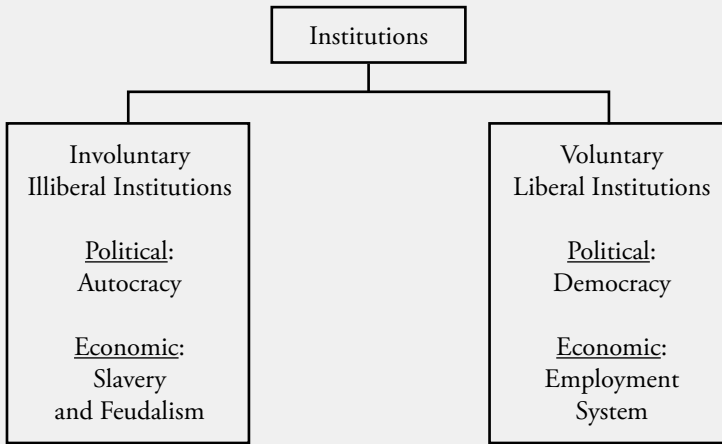 Institutions
Involuntary
Illiberal Institutions
Political:
Autocracy
Economic:
Slavery
and Feudalism
Voluntary
Liberal Institutions
Political:
Democracy
Economic:
Employment
System